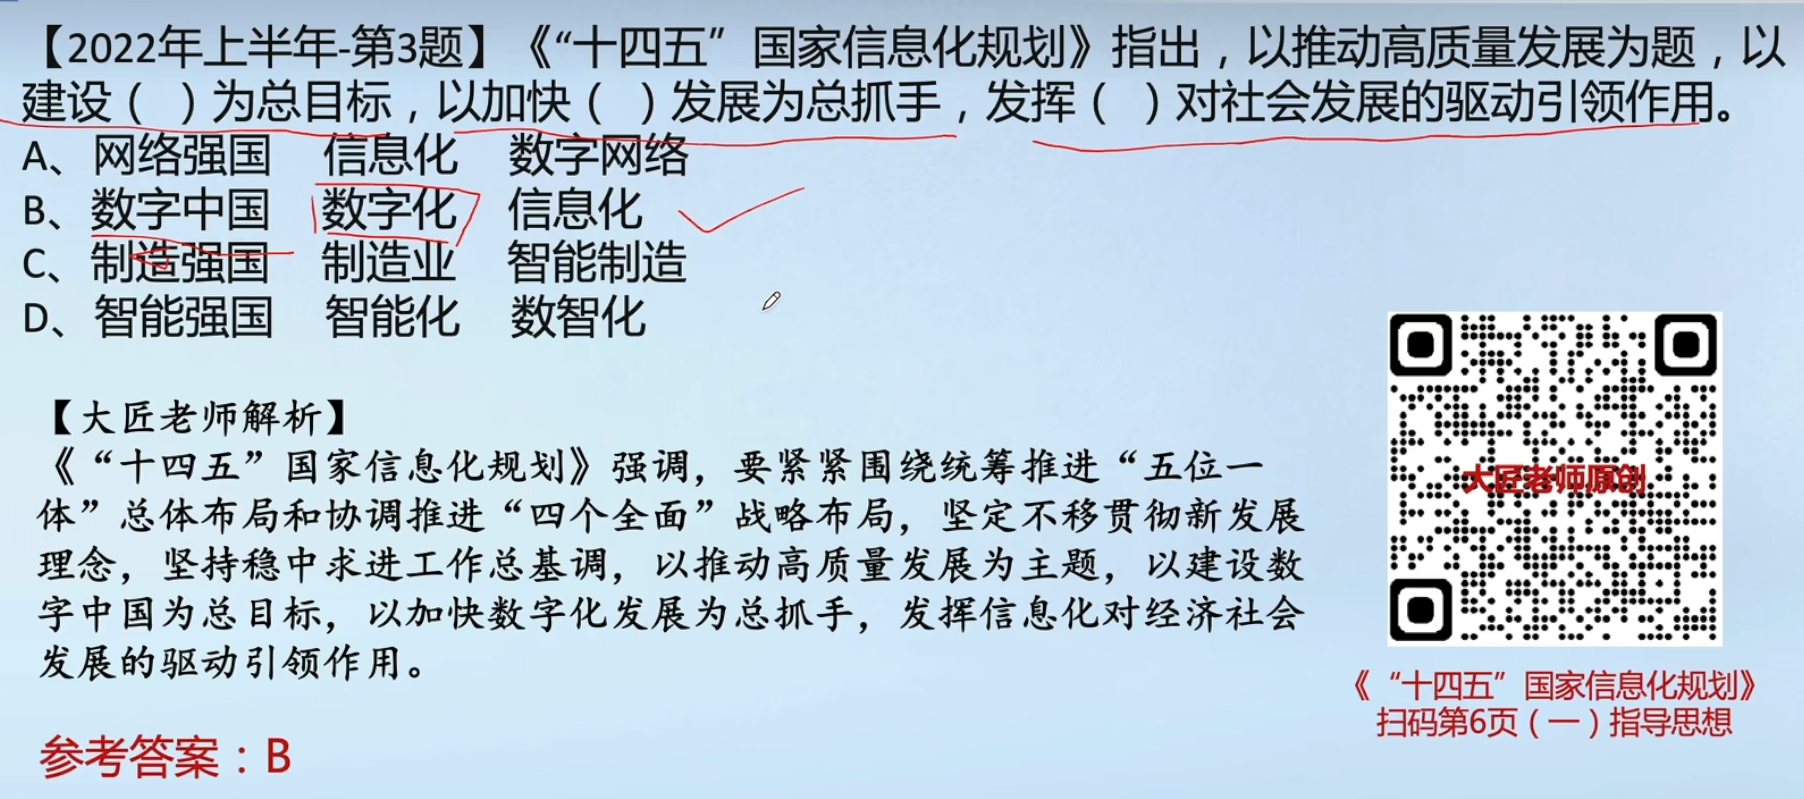 【2022年上半年-第3题】《“十四五”国家信息化规划》指出，以推动高质量发展为题，以
建设（ ）为总目标，以加快（ ）发展为总抓手，发挥（ ）对社会发展的驱动引领作用。
A、网络强国 信息化 数字网络
B、数字中国 数字化 信息化
C、制造强国 制造业 智能制造
D、智能强国 智能化 数智化
【大匠老师解析】
《“十四五”国家信息化规划》强调，要紧紧围绕统筹推进“五位一
体”总体布局和协调推进“四个全面”战略布局，坚定不移贯彻新发展
理念，坚持稳中求进工作总基调，以推动高质量发展为主题，以建设数
字中国为总目标，以加快数字化发展为总抓手，发挥信息化对经济社会
发展的驱动引领作用。
参考答案：B
大匠老师原创
《“十四五”国家信息化规划》
扫码第6页（一）指导思想